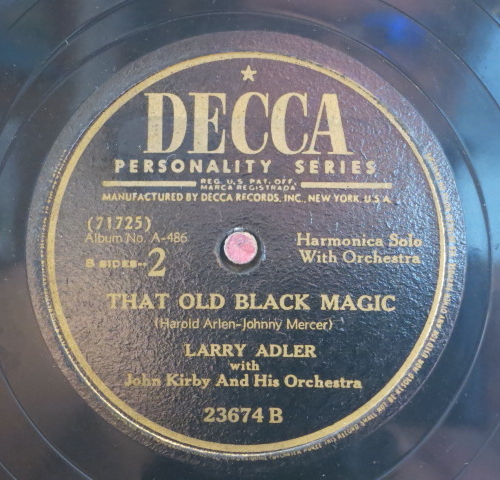 DECCA
PERSONALITY SERIES
REG. U.S. PAT. OFF.
MARCA REGISTRADA
MANUFACTURED BY DECCA RECORDS, INC., NEW YORK, U.S.A.
(71725)
Album No. A-486
8 SIDES--2
Harmonica Solo
With Orchestra
THAT OLD BLACK MAGIC
(Harold Arlen-Johnny Mercer)
LARRY ADLER
with
John Kirby And His Orchestra
23674 B